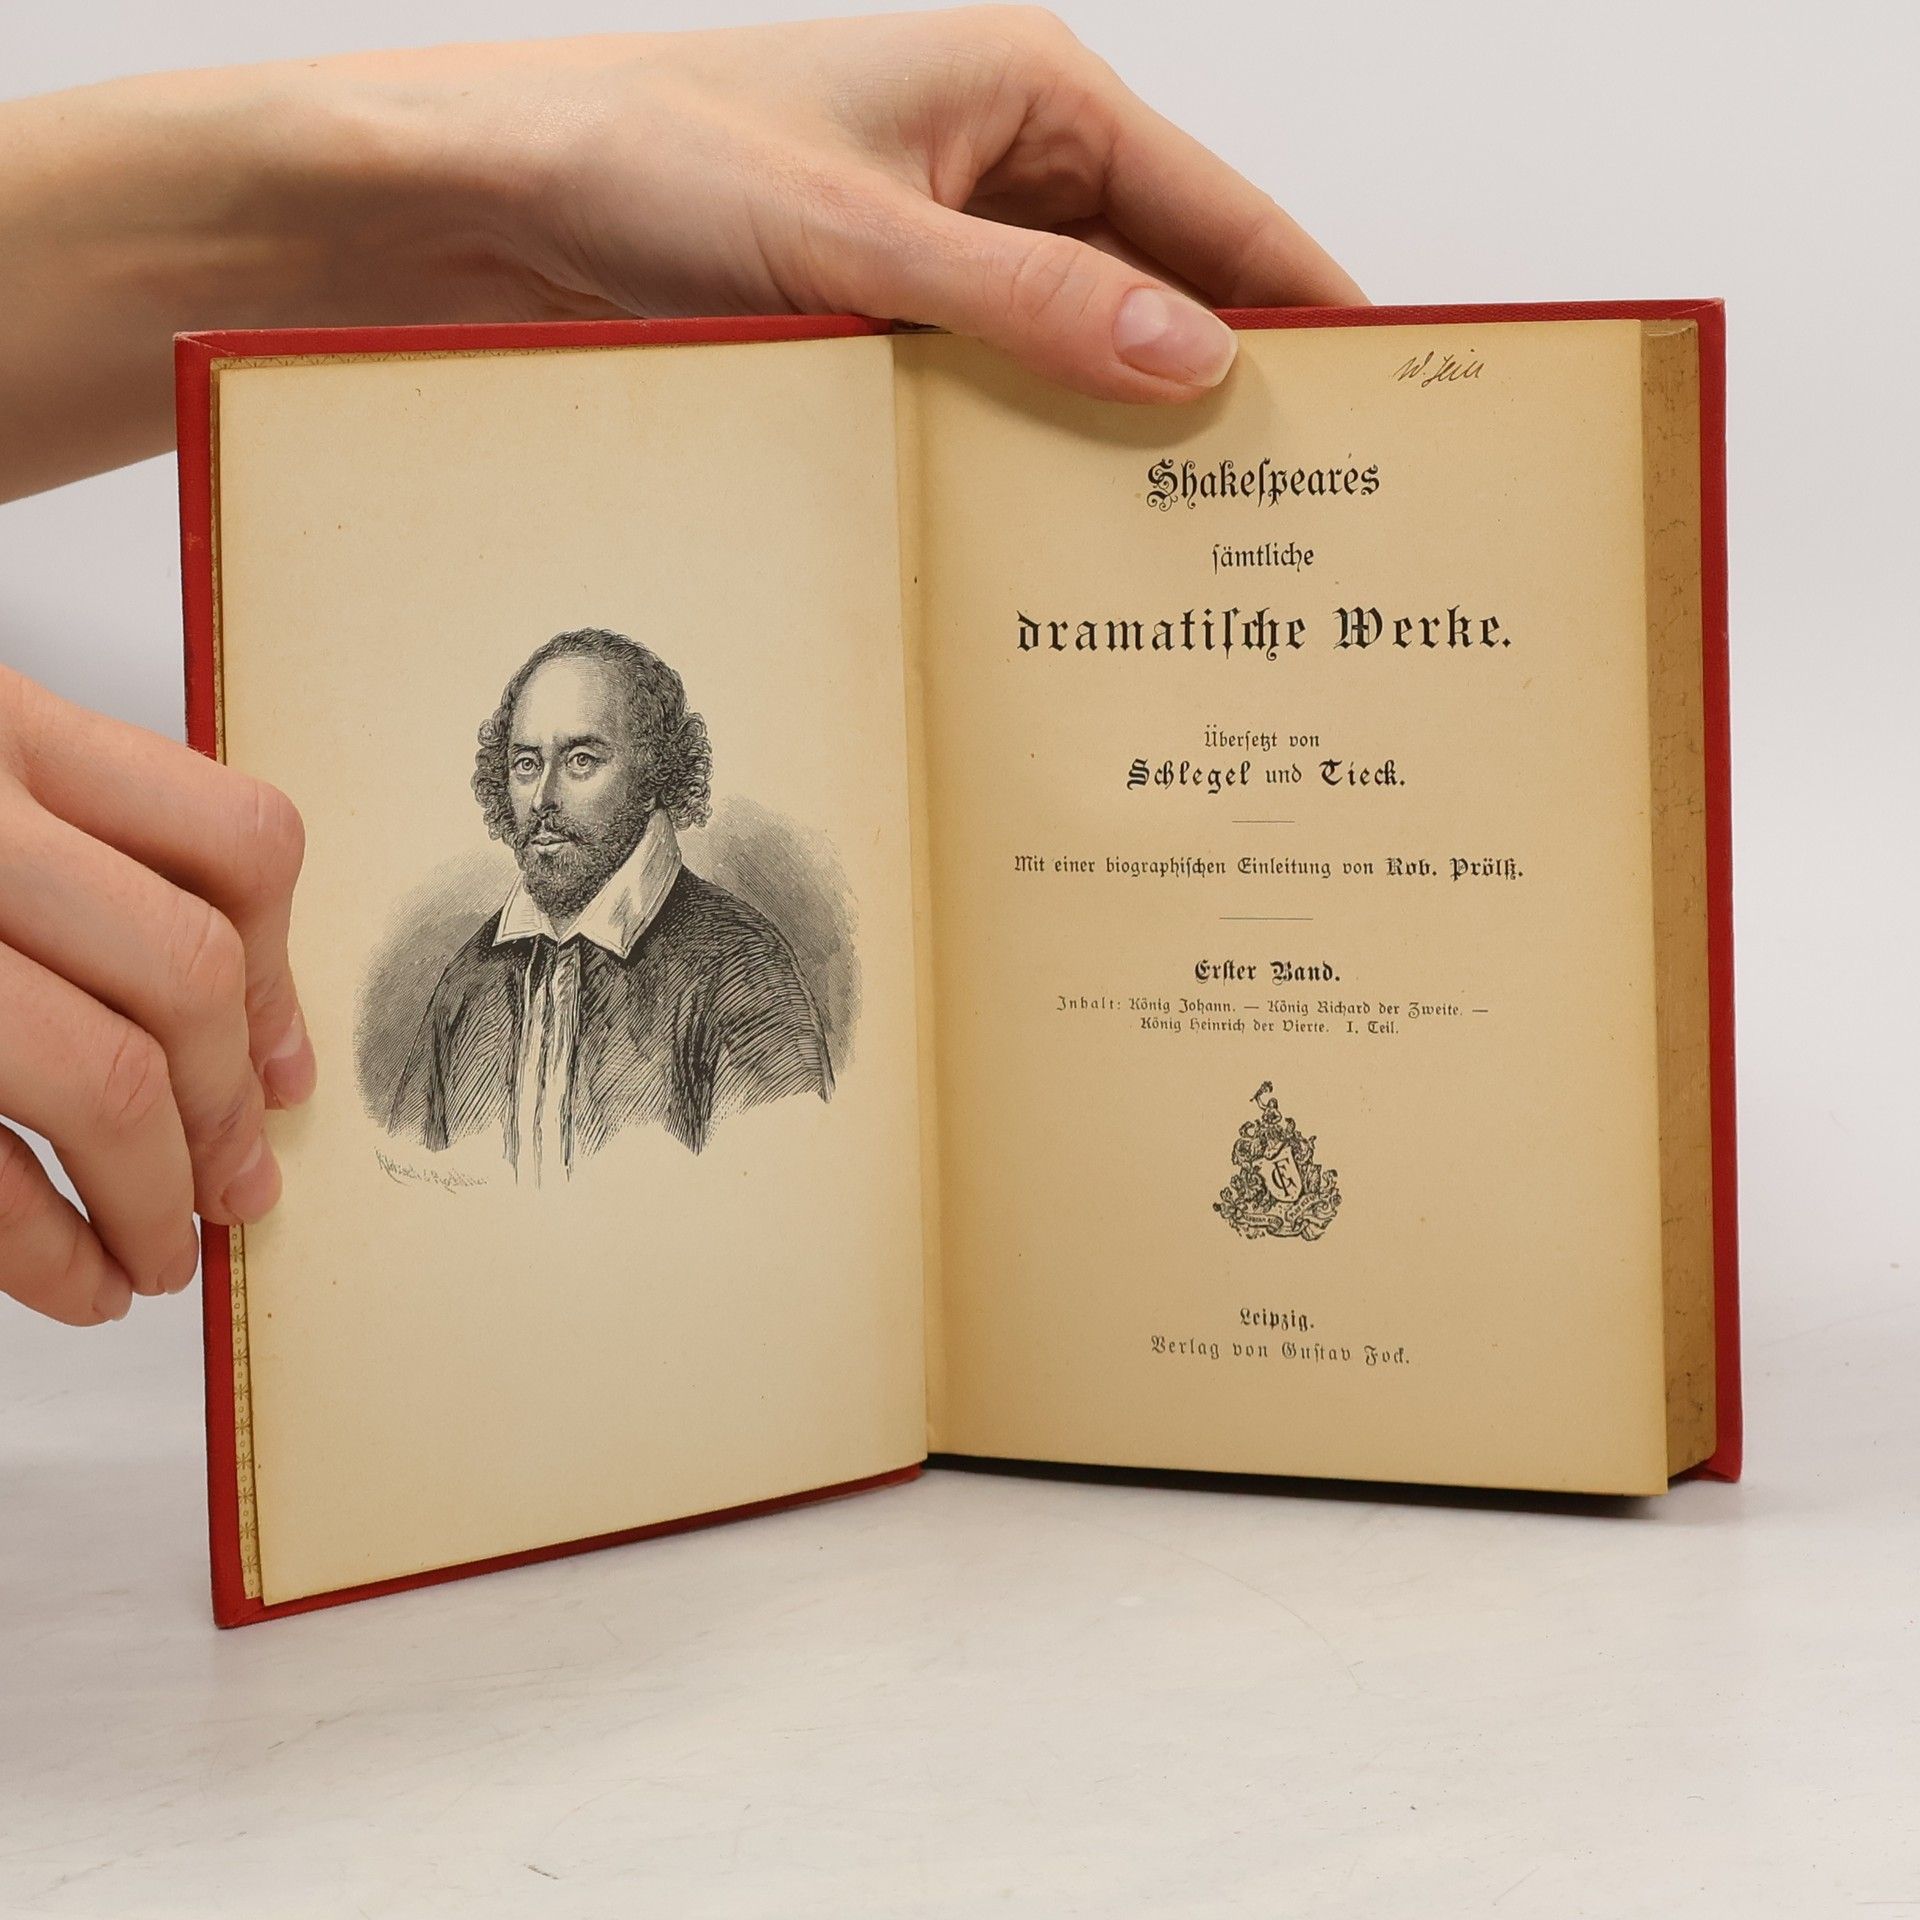 Shakeſpeares
ſämtliche
dramatiſche Werke.
Überſetzt von
Schlegel und Tieck.
Mit einer biographiſchen Einleitung von Rob. Prölß.
Erſter Band.
Inhalt: König Johann. — König Richard der Zweite. —
König Heinrich der Vierte. I. Teil.
GF
Leipzig.
Verlag von Guſtav Fock.